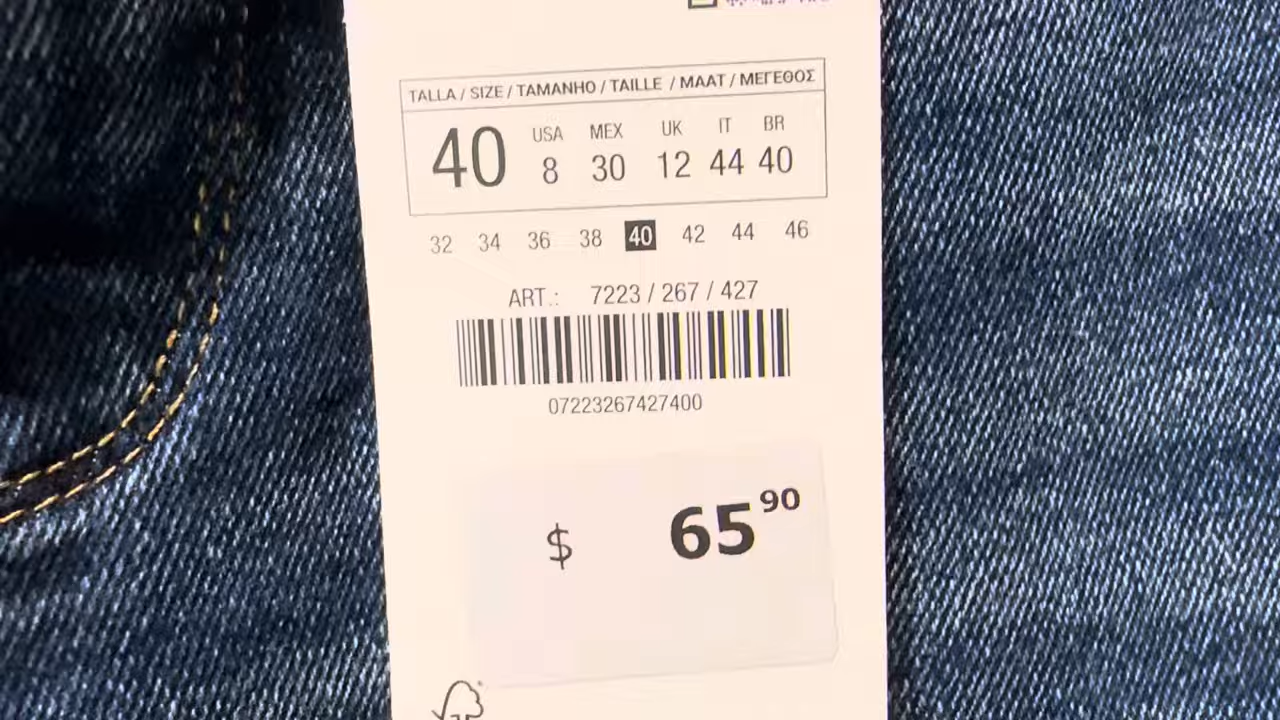 TALLA / SIZE / TAMANHO / TAILLE / MAAT / ΜΕΓΕΘΟΣ
USA MEX UK IT BR
40 8 30 12 44 40
32 34 36 38 40 42 44 46
ART.: 7223 / 267 / 427
07223267427400
$ 65 90